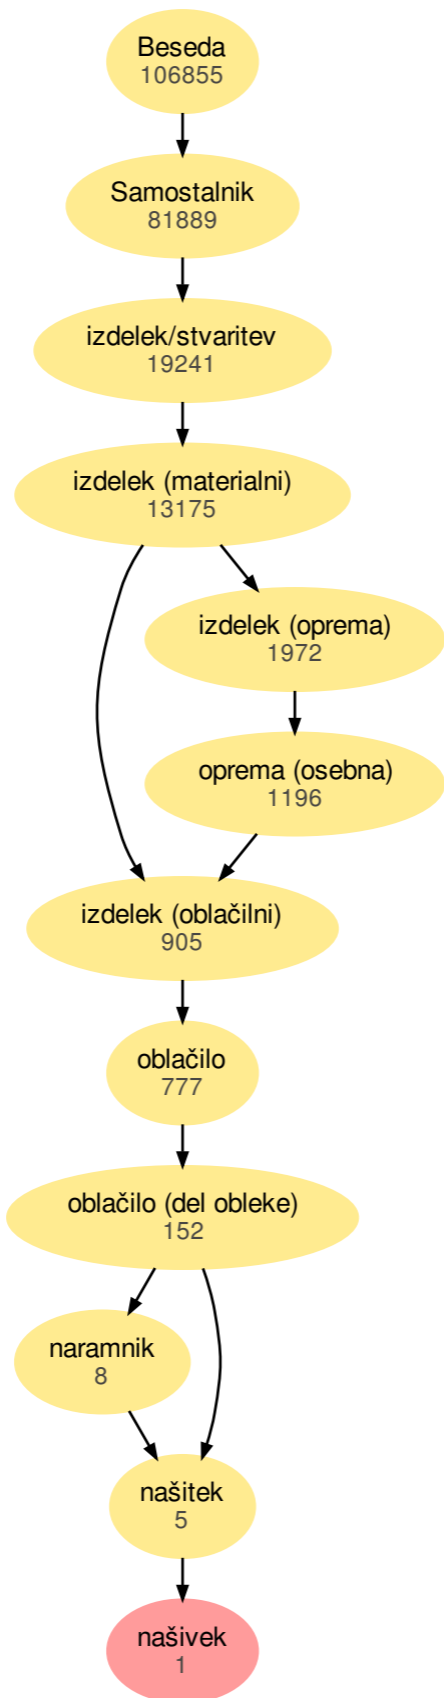 Beseda
106855
Samostalnik
81889
izdelek/stvaritev
19241
izdelek (materialni)
13175
izdelek (oprema)
1972
oprema (osebna)
1196
izdelek (oblačilni)
905
oblačilo
777
oblačilo (del obleke)
152
naramnik
8
našitek
5
našivek
1